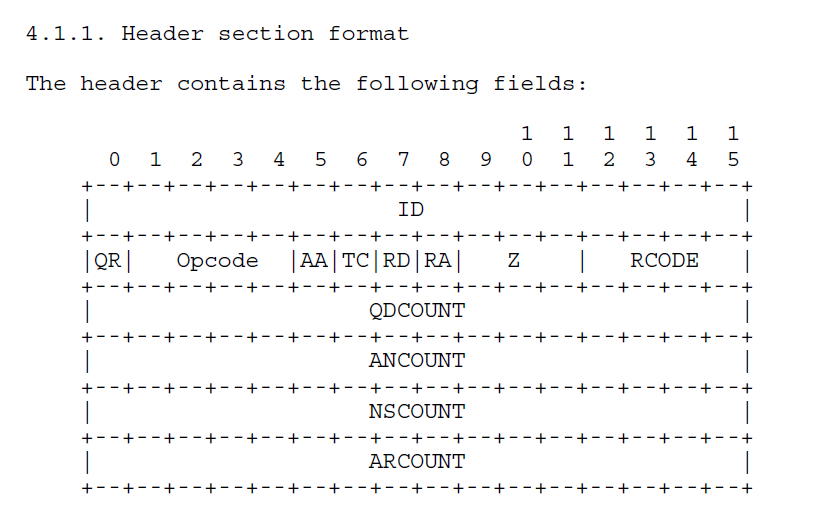 4.1.1. Header section format
The header contains the following fields:
                                1  1  1  1  1  1
  0  1  2  3  4  5  6  7  8  9  0  1  2  3  4  5
+--+--+--+--+--+--+--+--+--+--+--+--+--+--+--+--+
|                      ID                       |
+--+--+--+--+--+--+--+--+--+--+--+--+--+--+--+--+
|QR|   Opcode  |AA|TC|RD|RA|   Z    |   RCODE   |
+--+--+--+--+--+--+--+--+--+--+--+--+--+--+--+--+
|                    QDCOUNT                    |
+--+--+--+--+--+--+--+--+--+--+--+--+--+--+--+--+
|                    ANCOUNT                    |
+--+--+--+--+--+--+--+--+--+--+--+--+--+--+--+--+
|                    NSCOUNT                    |
+--+--+--+--+--+--+--+--+--+--+--+--+--+--+--+--+
|                    ARCOUNT                    |
+--+--+--+--+--+--+--+--+--+--+--+--+--+--+--+--+